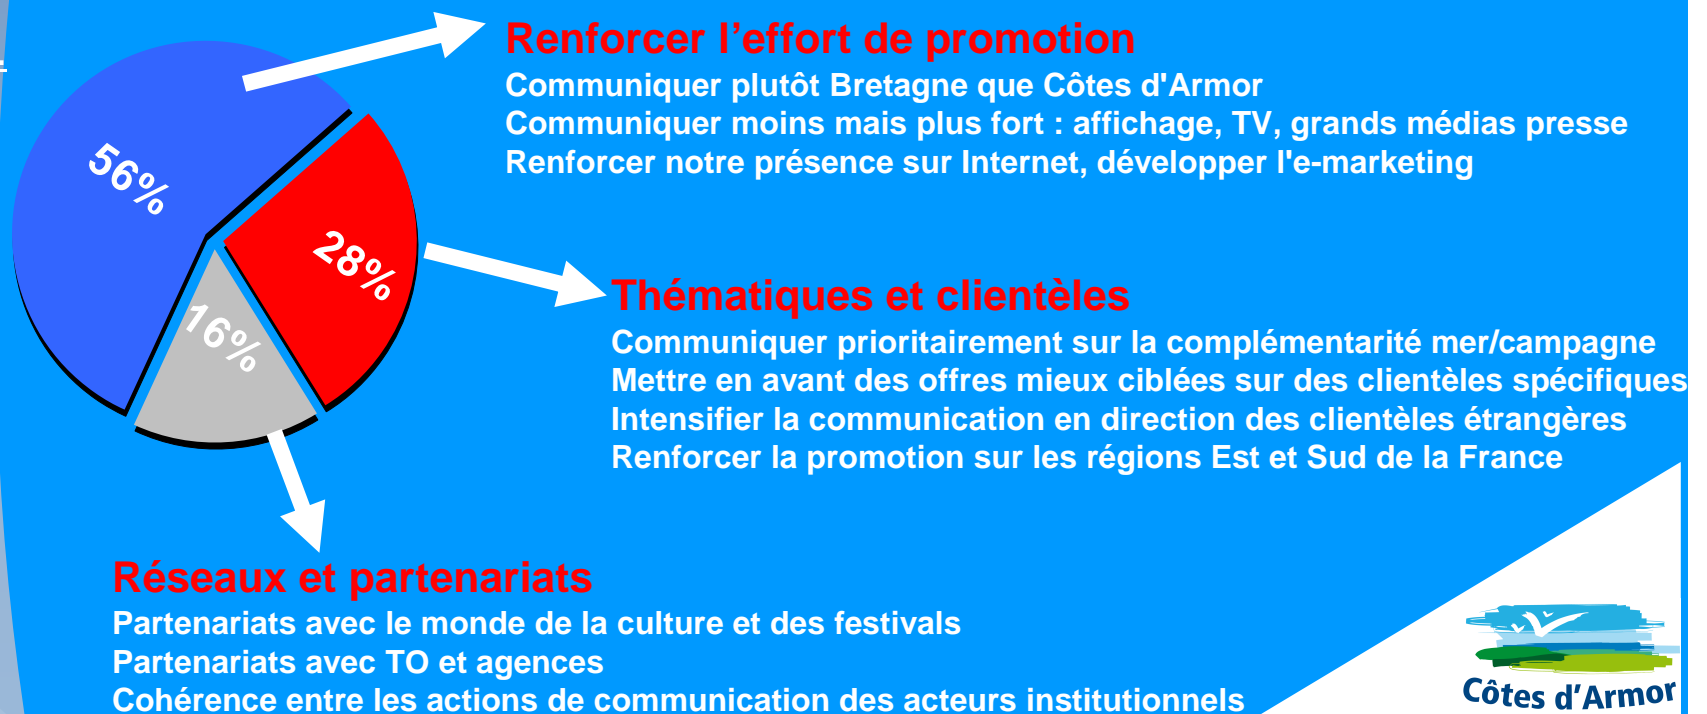 Renforcer l'effort de promotion
Communiquer plutôt Bretagne que Côtes d'Armor
Communiquer moins mais plus fort : affichage, TV, grands médias presse
Renforcer notre présence sur Internet, développer l'e-marketing
56%
28%
16%
Thématiques et clientèles
Communiquer prioritairement sur la complémentarité mer/campagne
Mettre en avant des offres mieux ciblées sur des clientèles spécifiques
Intensifier la communication en direction des clientèles étrangères
Renforcer la promotion sur les régions Est et Sud de la France
Réseaux et partenariats
Partenariats avec le monde de la culture et des festivals
Partenariats avec TO et agences
Cohérence entre les actions de communication des acteurs institutionnels
Côtes d'Armor